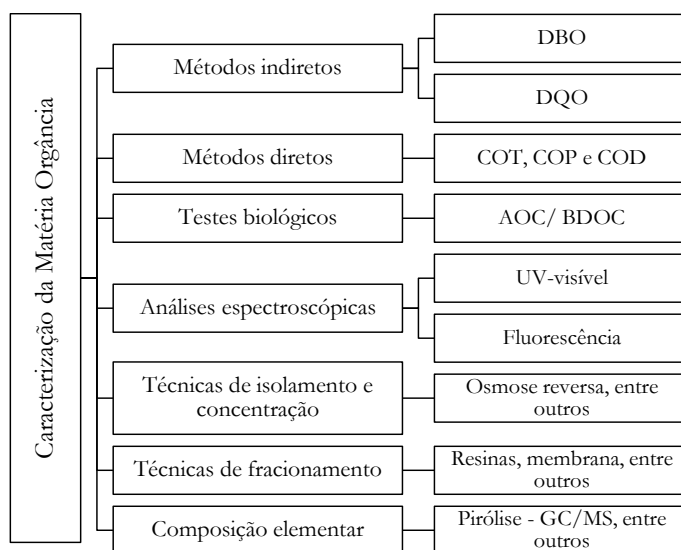 Caracterização da Matéria Orgância
Métodos indiretos
DBO
DQO
Métodos diretos
COT, COP e COD
Testes biológicos
AOC/ BDOC
Análises espectroscópicas
UV-visível
Fluorescência
Técnicas de isolamento e
concentração
Osmose reversa, entre
outros
Técnicas de fracionamento
Resinas, membrana, entre
outros
Composição elementar
Pirólise - GC/MS, entre
outros